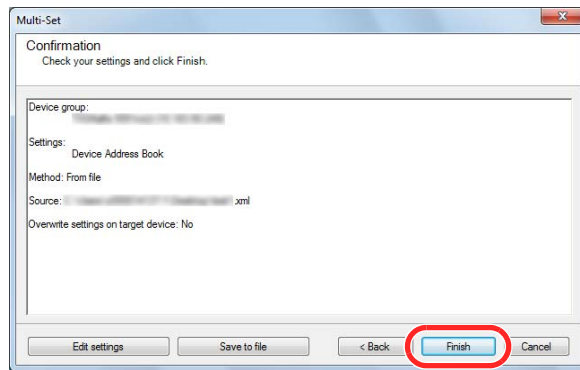 Multi-Set
Confirmation
Check your settings and click Finish.
Device group:
Settings:
Device Address Book
Method: From file
Source: .xml
Overwrite settings on target device: No
Edit settings
Save to file
< Back
Finish
Cancel